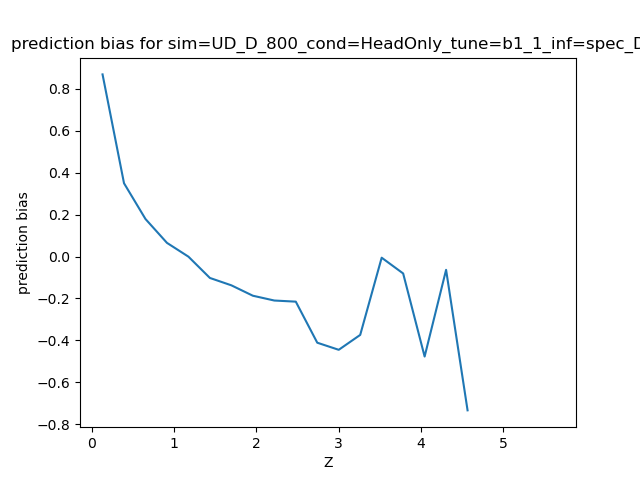 prediction bias for sim=UD_D_800_cond=HeadOnly_tune=b1_1_inf=spec_D
prediction bias
0.8
0.6
0.4
0.2
0.0
−0.2
−0.4
−0.6
−0.8
0 1 2 3 4 5
Z